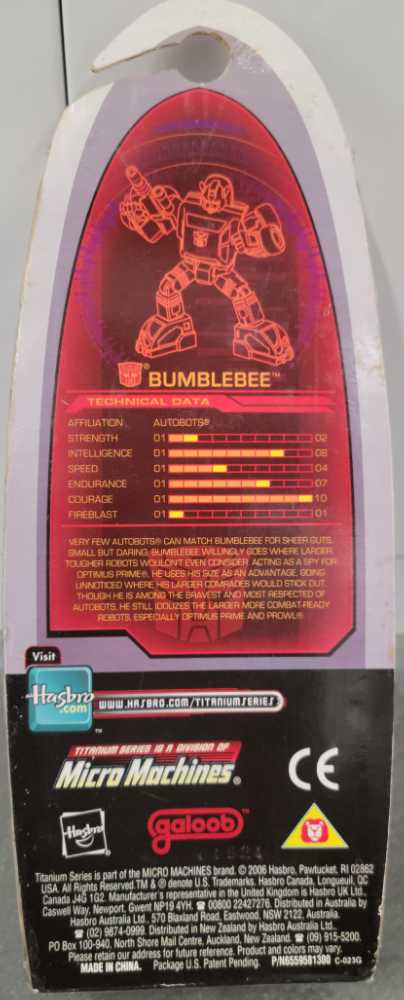 BUMBLEBEE™
TECHNICAL DATA
AFFILIATION AUTOBOTS®
STRENGTH 01 02
INTELLIGENCE 01 08
SPEED 01 04
ENDURANCE 01 07
COURAGE 01 10
FIREBLAST 01 01
VERY FEW AUTOBOTS® CAN MATCH BUMBLEBEE FOR SHEER GUTS.
SMALL BUT DARING, BUMBLEBEE WILLINGLY GOES WHERE LARGER,
TOUGHER ROBOTS WOULDN'T EVEN CONSIDER. ACTING AS A SPY FOR
OPTIMUS PRIME®, HE USES HIS SIZE AS AN ADVANTAGE, GOING
UNNOTICED WHERE HIS LARGER COMRADES WOULD STICK OUT.
THOUGH HE IS AMONG THE BRAVEST AND MOST RESPECTED OF
AUTOBOTS, HE STILL IDOLIZES THE LARGER MORE COMBAT-READY
ROBOTS, ESPECIALLY OPTIMUS PRIME AND PROWL®.
Visit
Hasbro
.com
™
WWW.HASBRO.COM/TITANIUMSERIES
TITANIUM SERIES IS A DIVISION OF
Micro Machines®
CE
Hasbro
galoob™
Titanium Series is part of the MICRO MACHINES brand. © 2006 Hasbro, Pawtucket, RI 02862
USA. All Rights Reserved.TM & ® denote U.S. Trademarks. Hasbro Canada, Longueuil, QC
Canada J4G 1G2. Manufacturer's representative in the United Kingdom is Hasbro UK Ltd.,
Caswell Way, Newport, Gwent NP19 4YH. ☎ 00800 22427276. Distributed in Australia by
Hasbro Australia Ltd., 570 Blaxland Road, Eastwood, NSW 2122, Australia.
☎ (02) 9874-0999. Distributed in New Zealand by Hasbro Australia Ltd.,
PO Box 100-940, North Shore Mail Centre, Auckland, New Zealand. ☎ (09) 915-5200.
Please retain our address for future reference. Product and colors may vary.
MADE IN CHINA. Package U.S. Patent Pending. P/N6559581300 C-023G